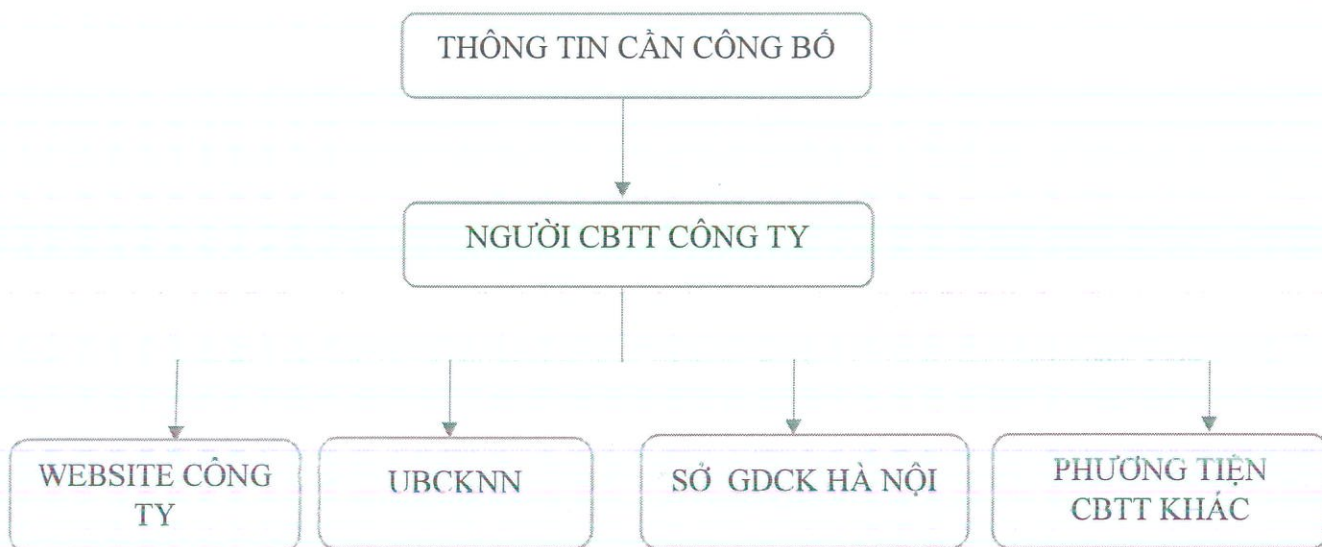 THÔNG TIN CẦN CÔNG BỐ
NGƯỜI CBTT CÔNG TY
WEBSITE CÔNG
TY
UBCKNN
SỞ GDCK HÀ NỘI
PHƯƠNG TIỆN
CBTT KHÁC